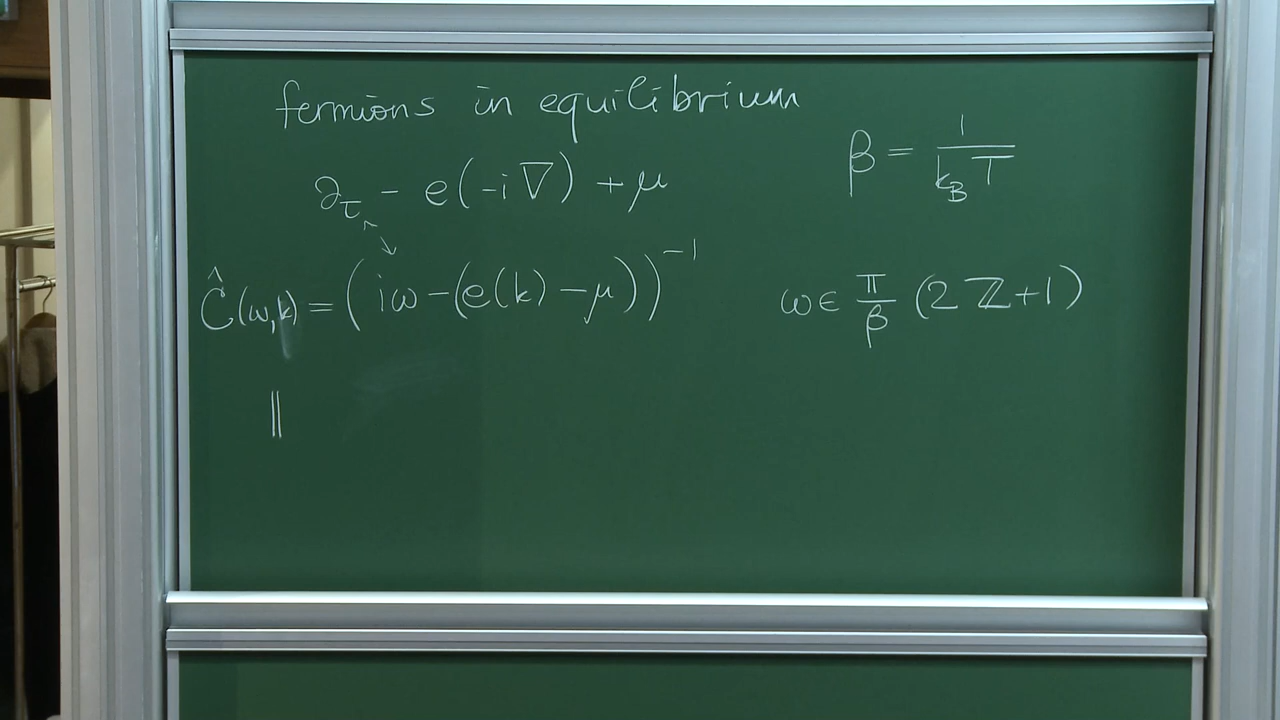 fermions in equilibrium
∂_τ - e(-i∇) + μ
β = 1/(k_B T)
Ĉ(ω,k) = (iω - (e(k) - μ))^{-1}
ω ∈ π/β (2ℤ+1)
||